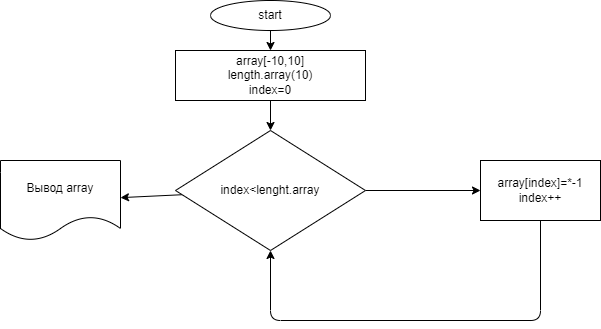 start
array[-10,10]
length.array(10)
index=0
index<lenght.array
Вывод array
array[index]=*-1
index++